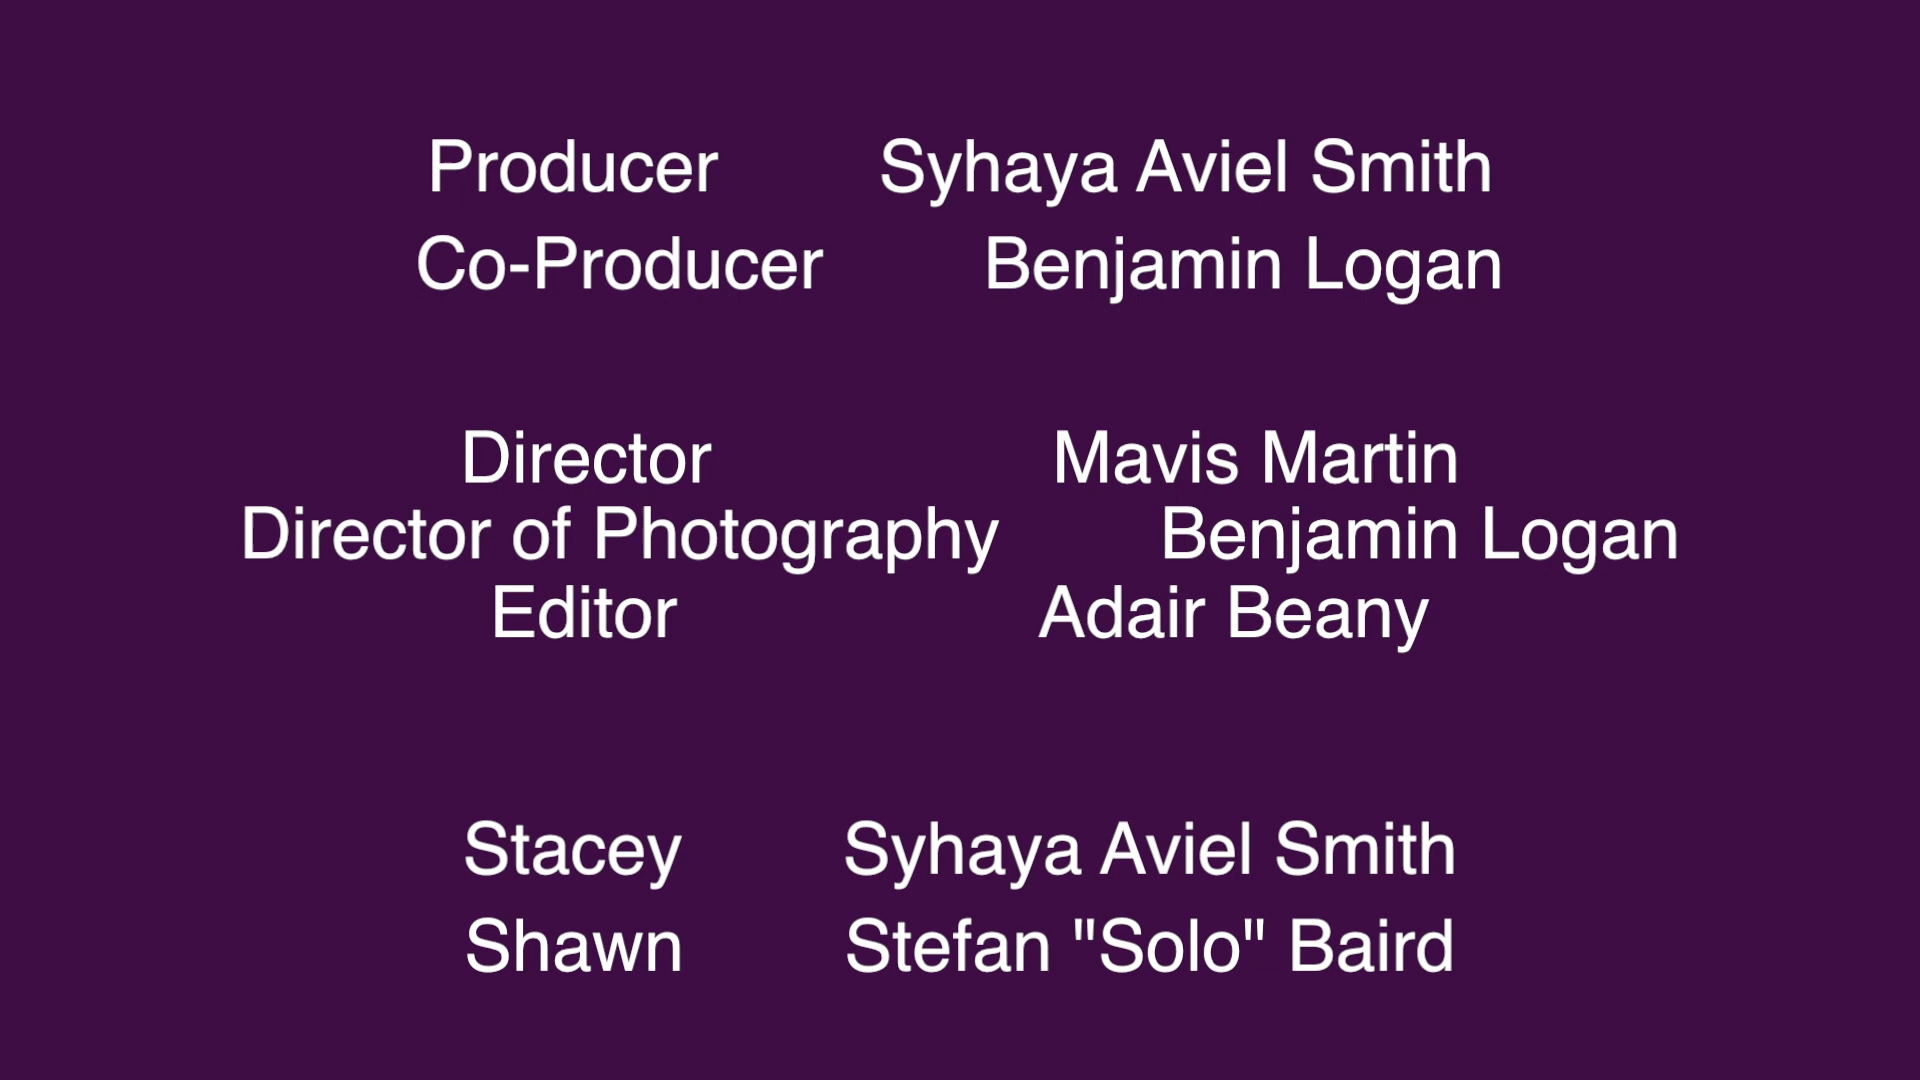 Producer Syhaya Aviel Smith
Co-Producer Benjamin Logan
Director Mavis Martin
Director of Photography Benjamin Logan
Editor Adair Beany
Stacey Syhaya Aviel Smith
Shawn Stefan "Solo" Baird